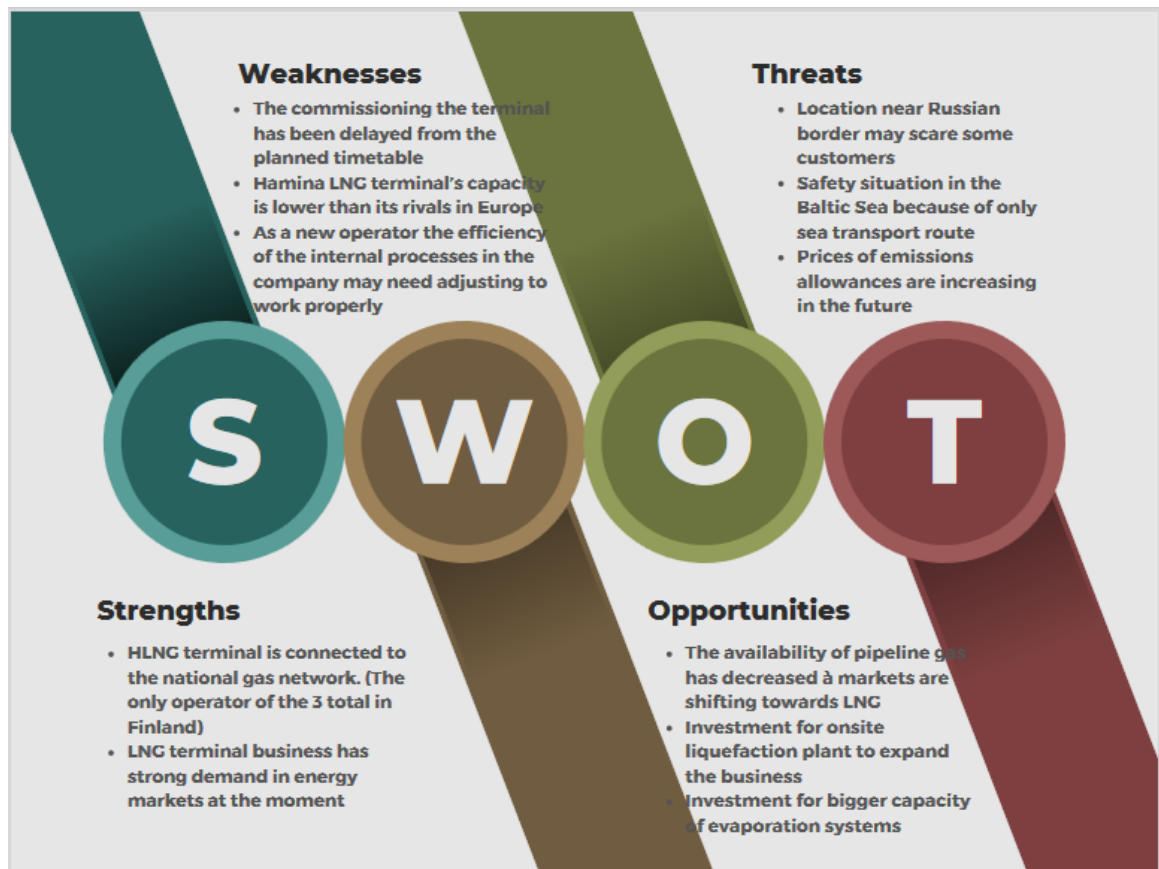 Weaknesses
• The commissioning the terminal
has been delayed from the
planned timetable
• Hamina LNG terminal's capacity
is lower than its rivals in Europe
• As a new operator the efficiency
of the internal processes in the
company may need adjusting to
work properly
Threats
• Location near Russian
border may scare some
customers
• Safety situation in the
Baltic Sea because of only
sea transport route
• Prices of emissions
allowances are increasing
in the future
S W O T
Strengths
• HLNG terminal is connected to
the national gas network. (The
only operator of the 3 total in
Finland)
• LNG terminal business has
strong demand in energy
markets at the moment
Opportunities
• The availability of pipeline gas
has decreased à markets are
shifting towards LNG
• Investment for onsite
liquefaction plant to expand
the business
• Investment for bigger capacity
of evaporation systems